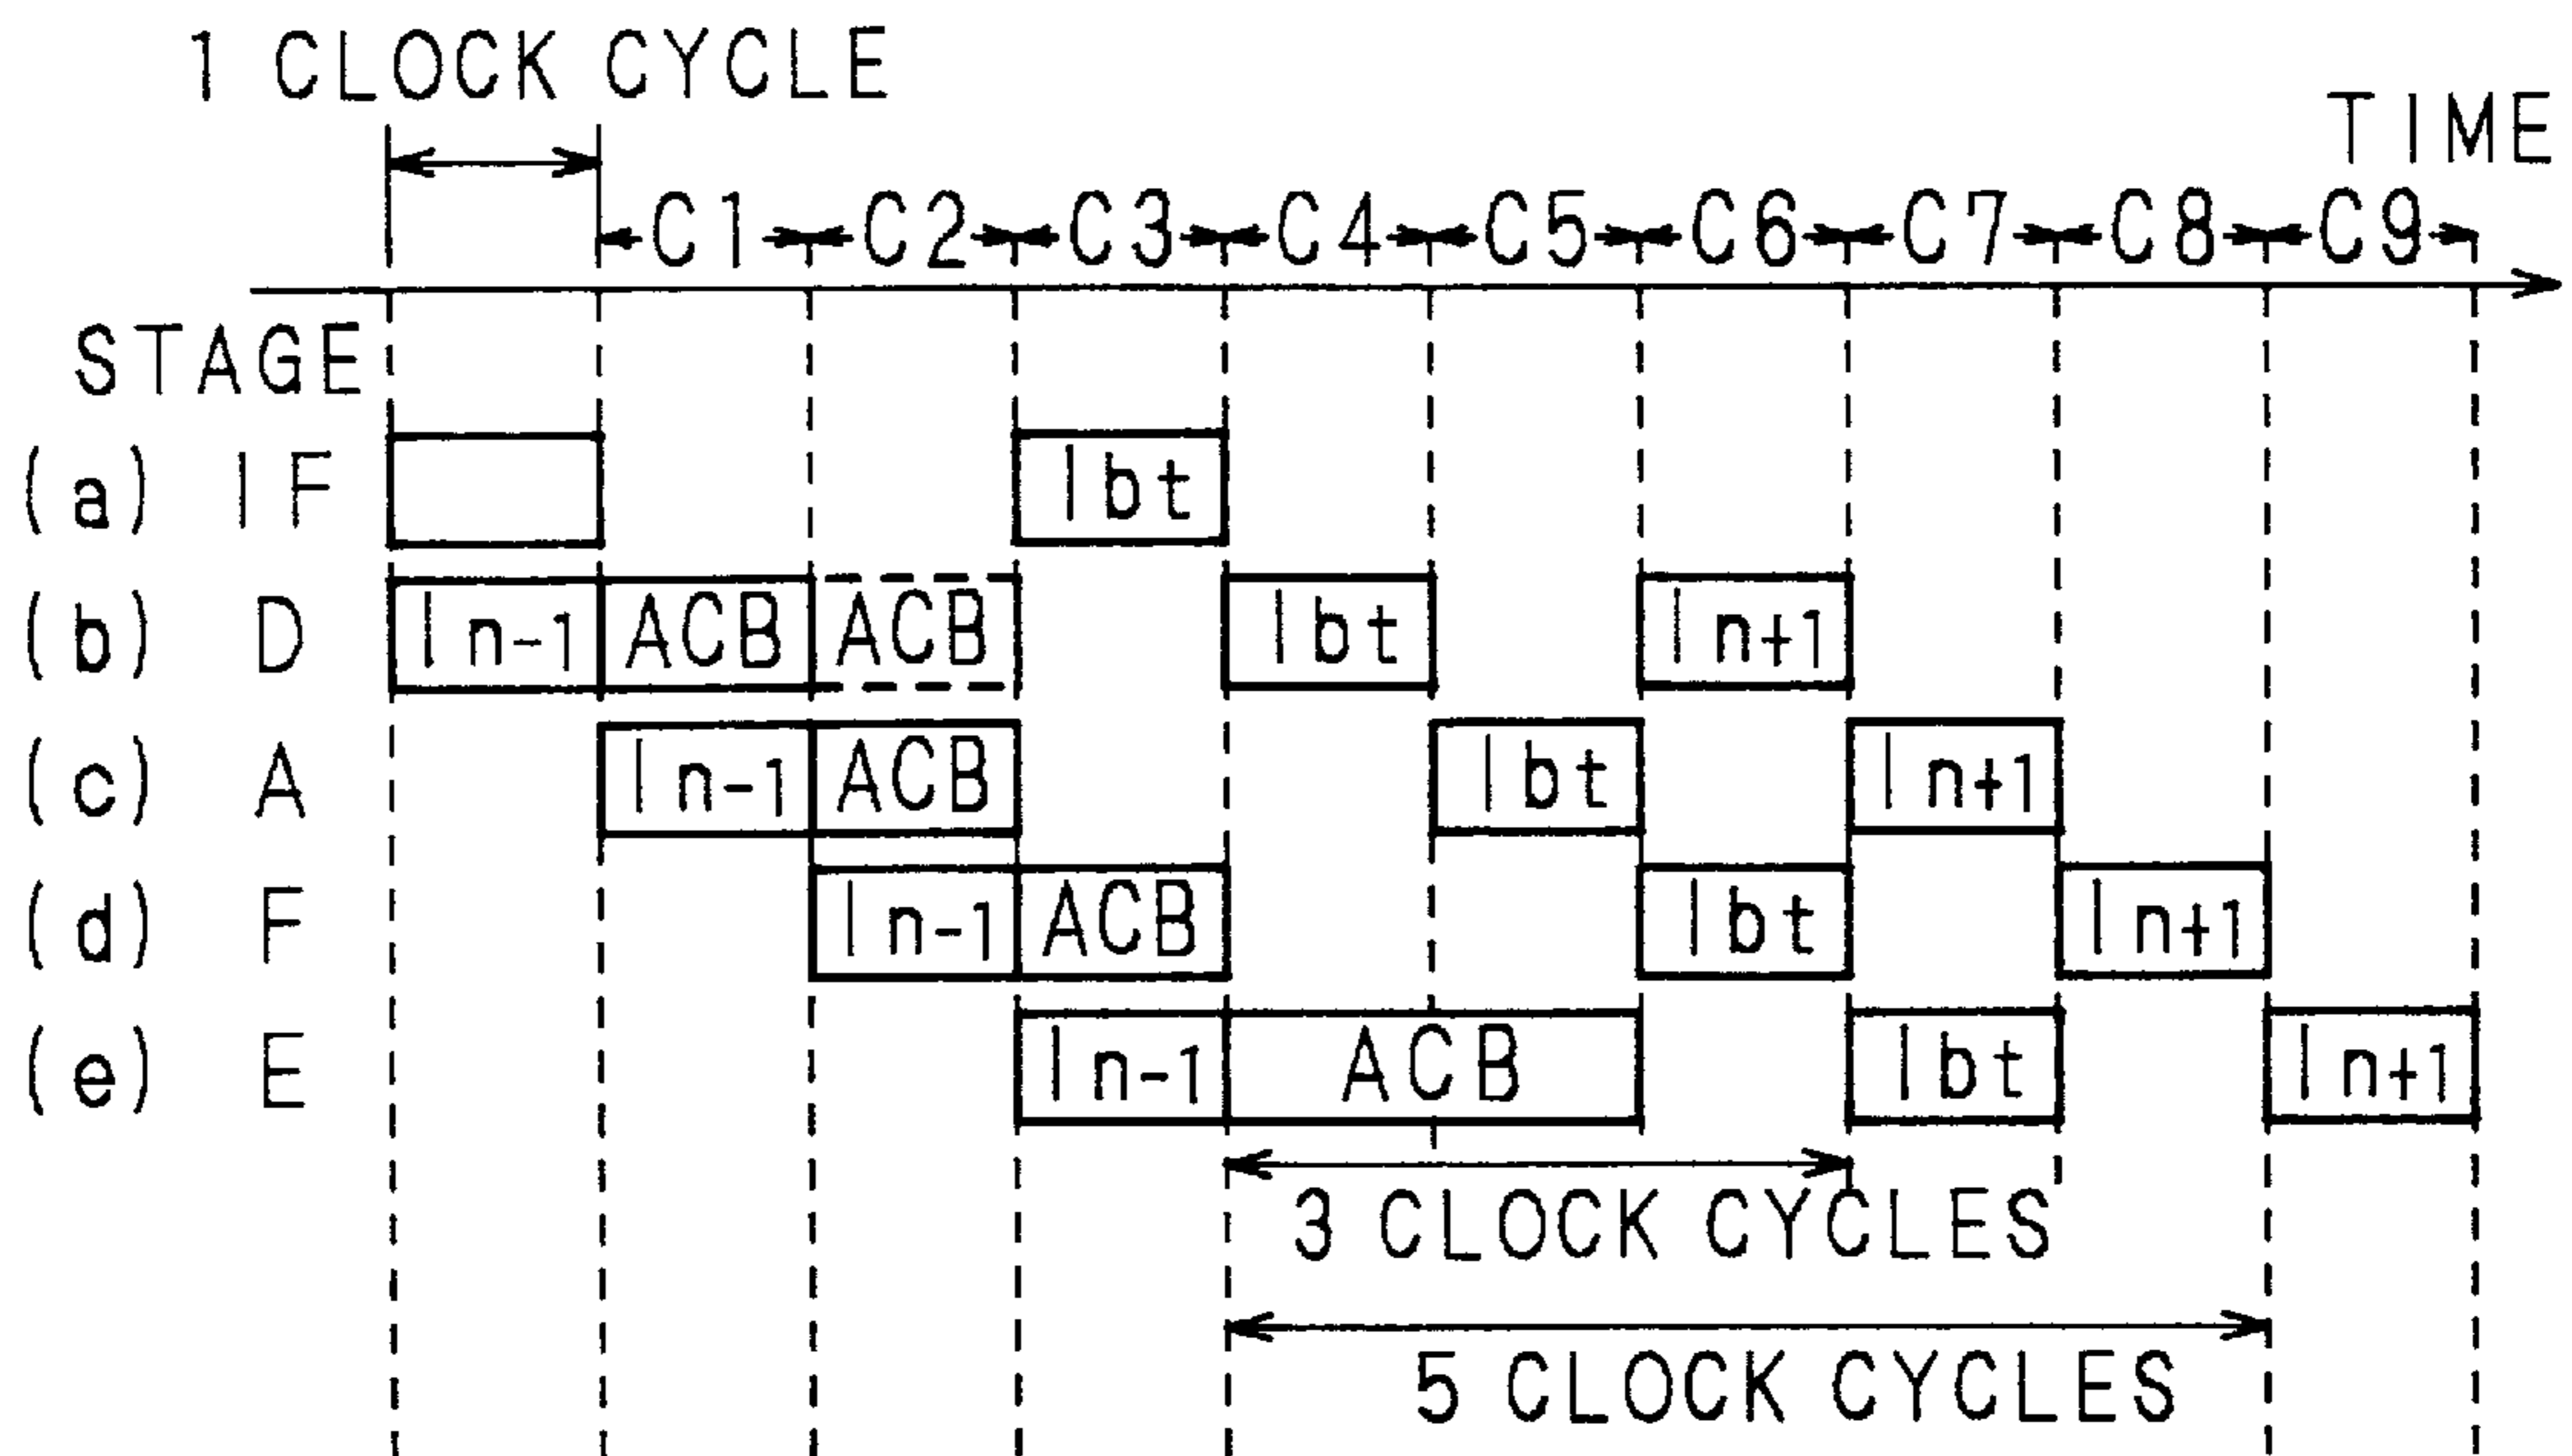 1 CLOCK CYCLE
TIME
C1 C2 C3 C4 C5 C6 C7 C8 C9
STAGE
(a) IF Ibt
(b) D In-1 ACB ACB Ibt In+1
(c) A In-1 ACB Ibt In+1
(d) F In-1 ACB Ibt In+1
(e) E In-1 ACB Ibt In+1
3 CLOCK CYCLES
5 CLOCK CYCLES